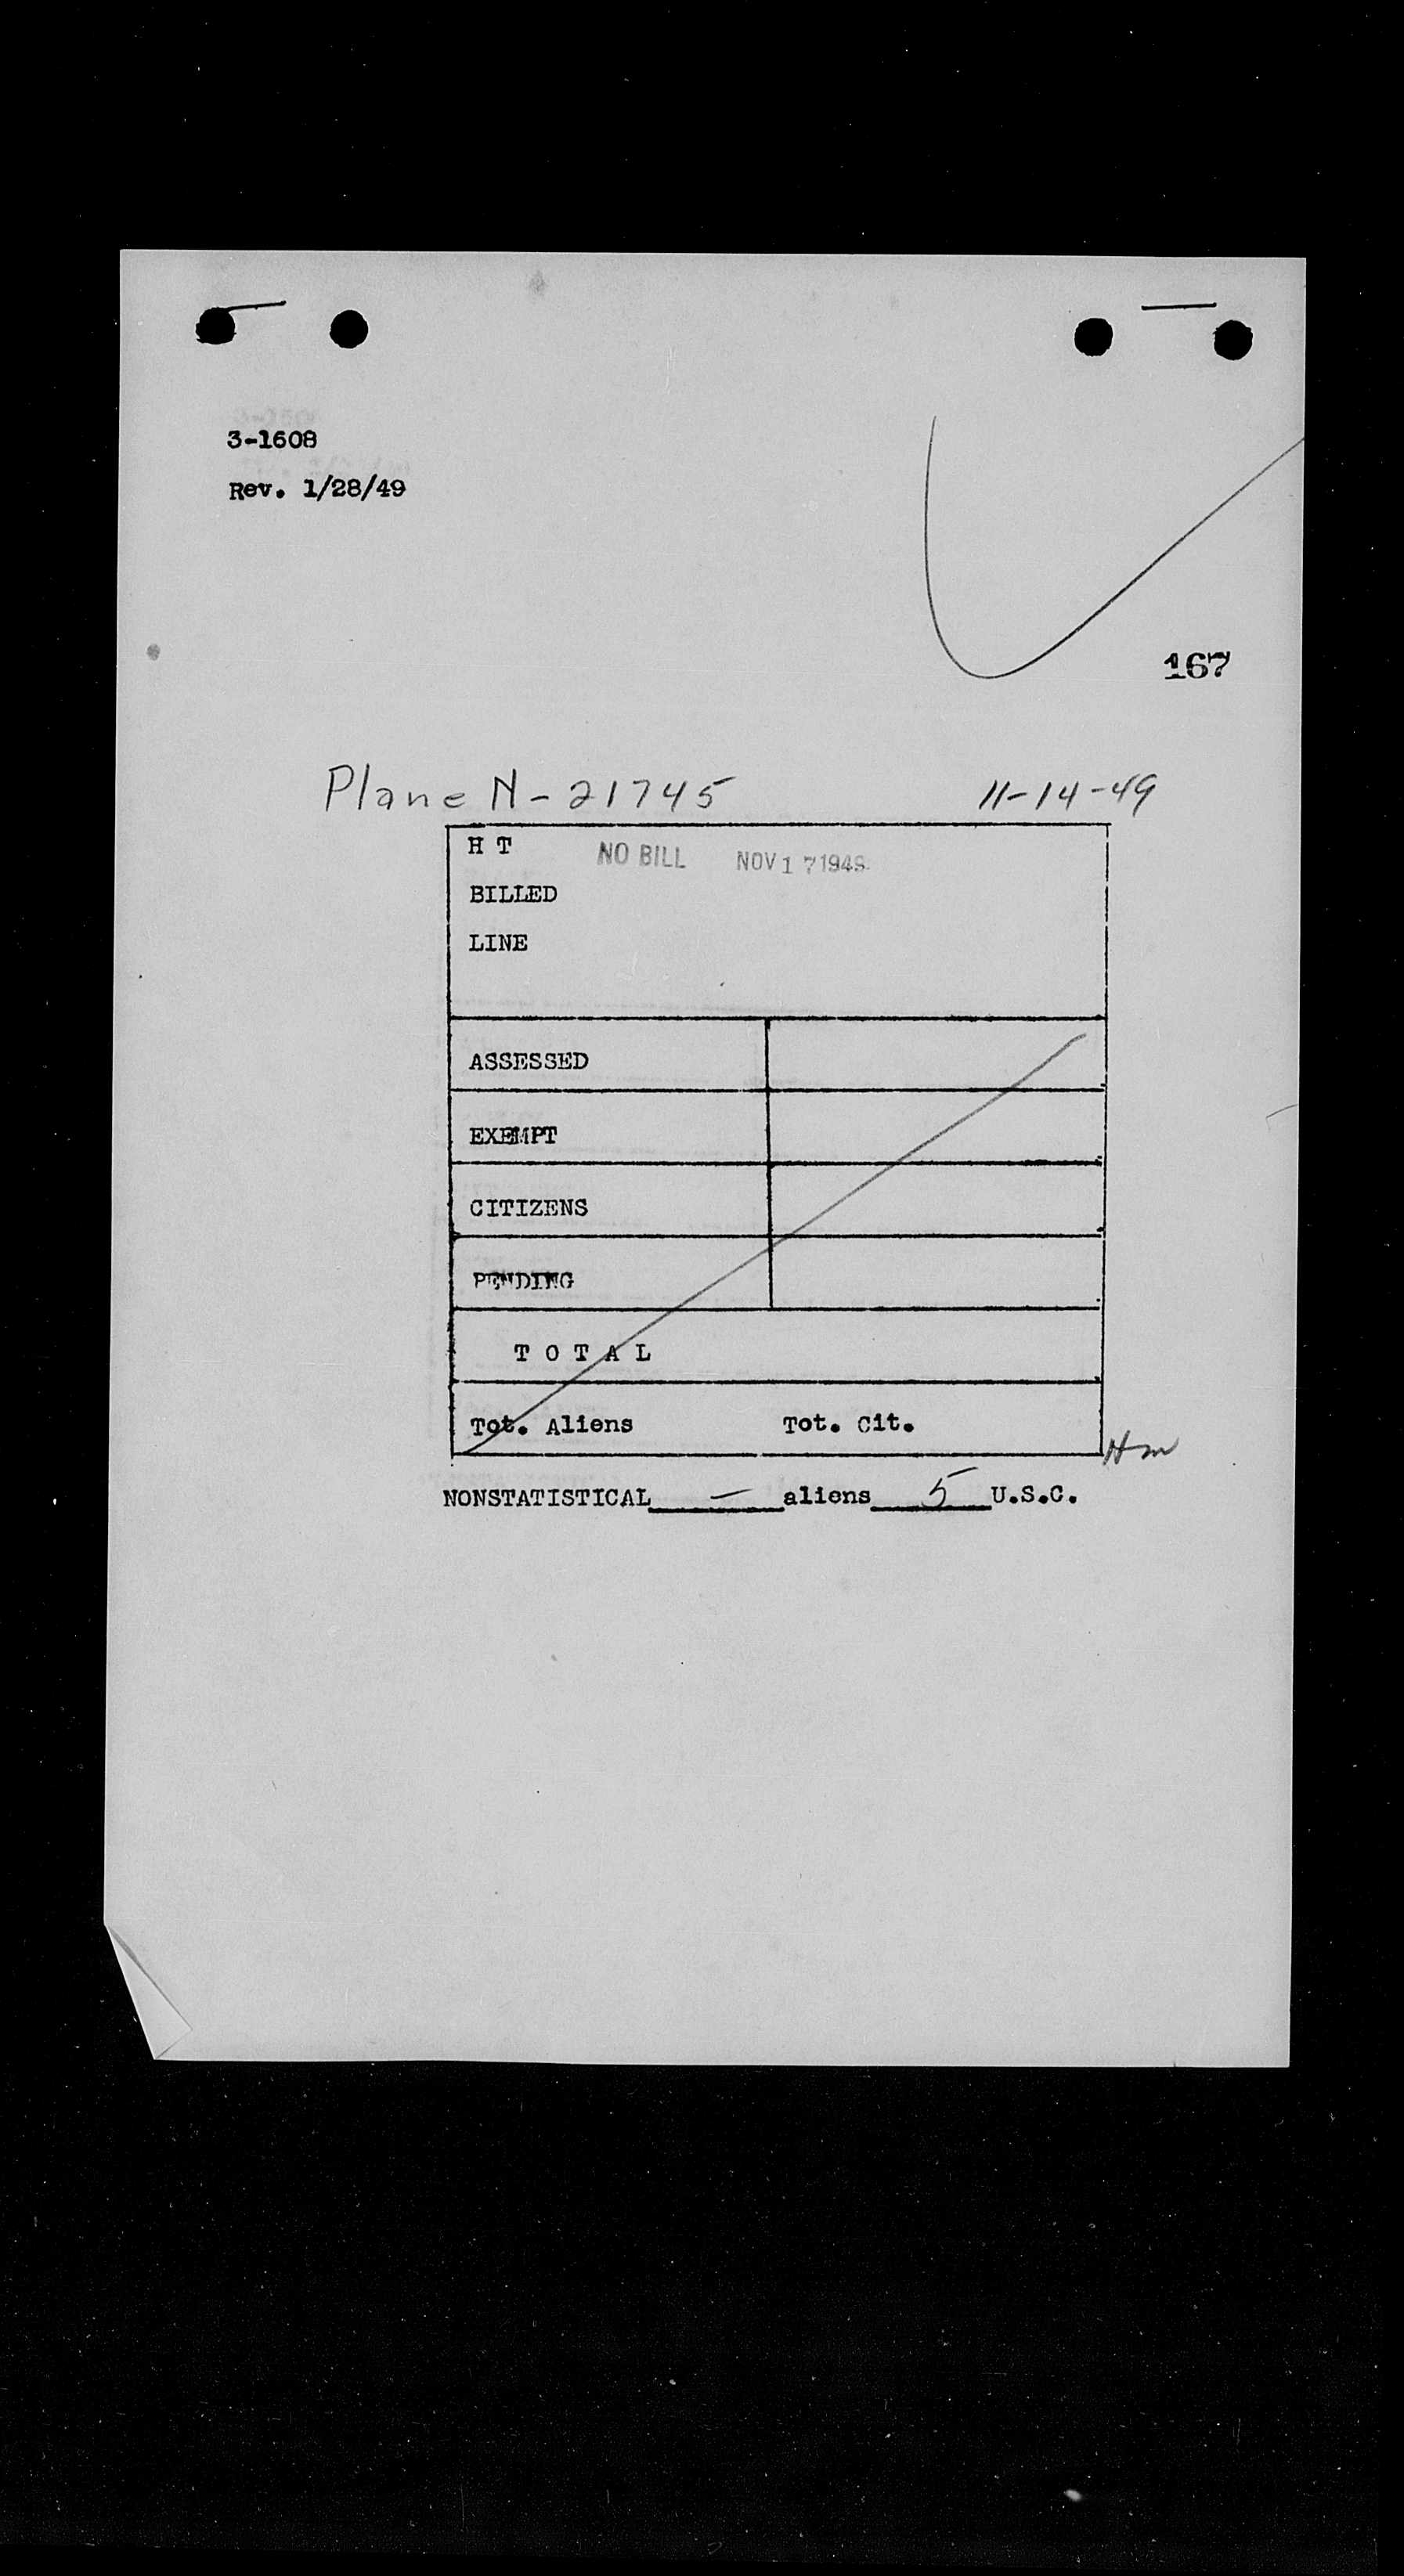 3-1608
Rev. 1/28/49
167
Plane N-21745 11-14-49
H T NO BILL NOV 17 1949
BILLED
LINE
ASSESSED
EXEMPT
CITIZENS
PENDING
T O T A L
Tot. Aliens Tot. Cit.
Hm
NONSTATISTICAL — aliens 5 U.S.C.